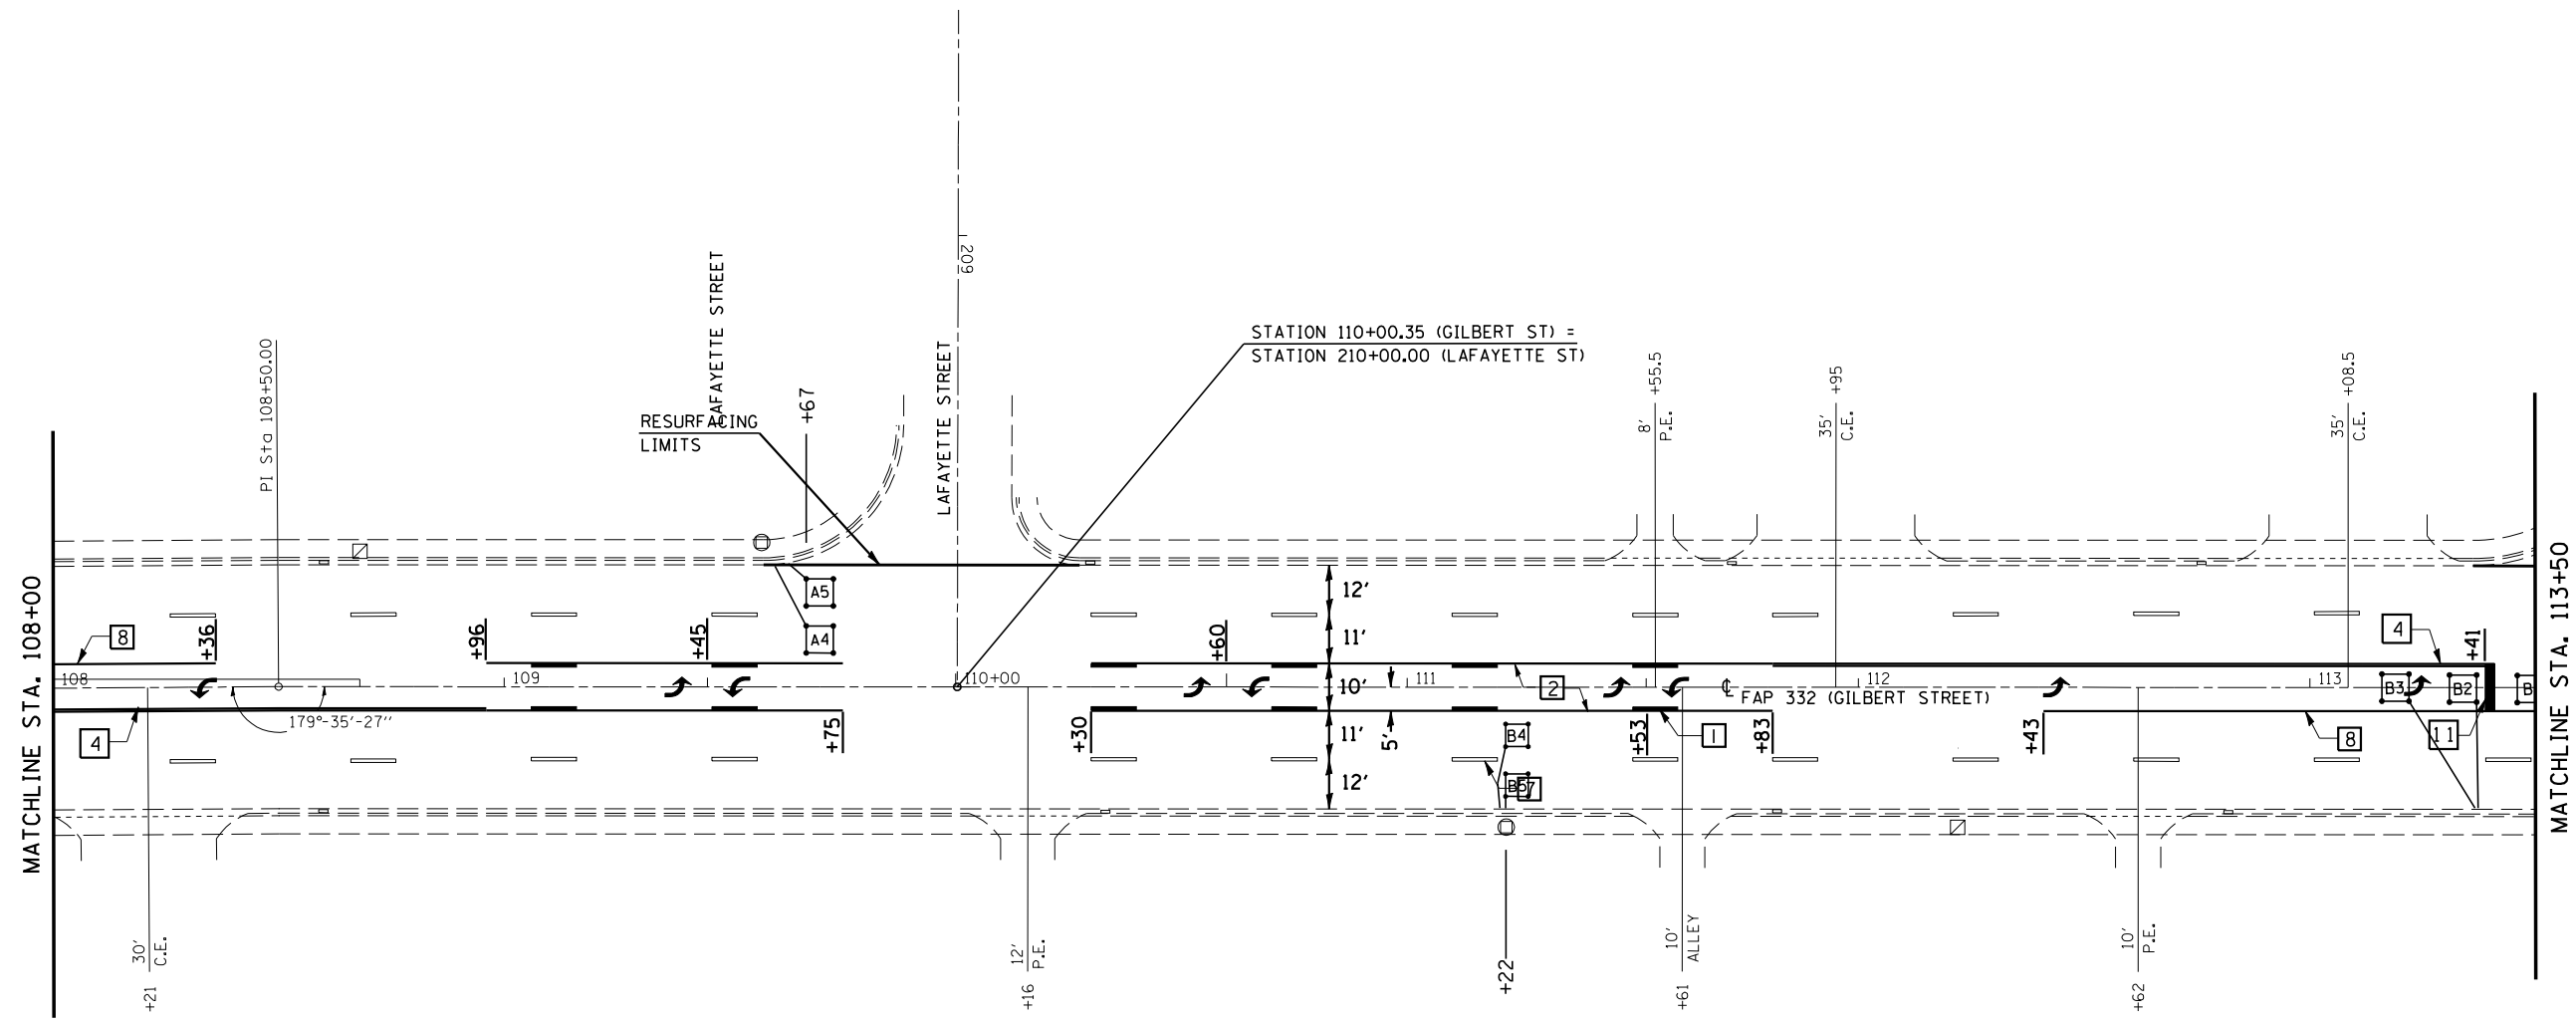 209
LAFAYETTE STREET
LAFAYETTE STREET
STATION 110+00.35 (GILBERT ST) =
STATION 210+00.00 (LAFAYETTE ST)
PI Sta 108+50.00
RESURFACING
LIMITS
+67
8' +55.5
P.E.
35' +95
C.E.
35' +08.5
C.E.
MATCHLINE STA. 108+00
MATCHLINE STA. 113+50
A5
A4
12'
11'
10'
11'
12'
5'
8
+36
+96
+45
+60
4
+41
108
109
110+00
111
112
113
179°-35'-27''
2
℄ FAP 332 (GILBERT STREET)
B3
B2
B
4
+75
+30
B4
B5
7
+53
1
+83
+43
8
11
30'
C.E.
+21
12'
P.E.
+16
+22
10'
ALLEY
+61
10'
P.E.
+62